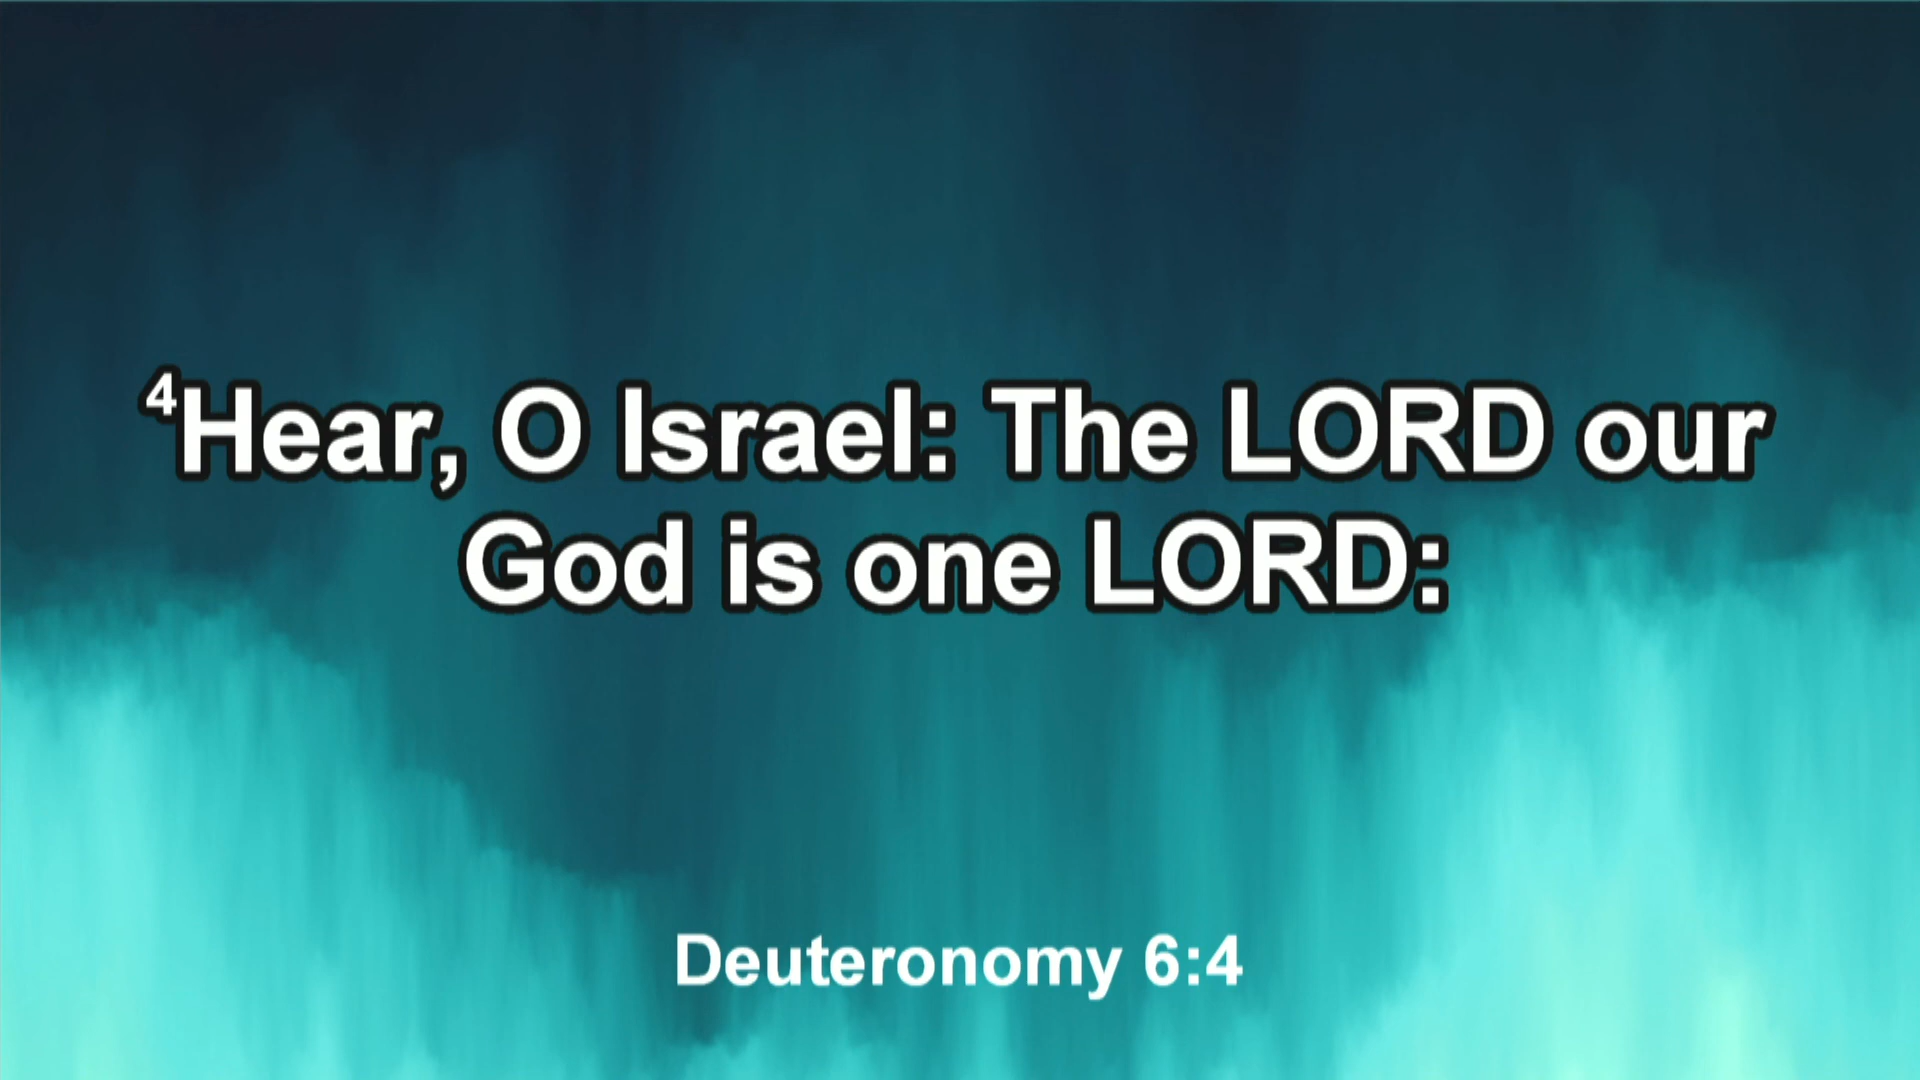 ⁴Hear, O Israel: The LORD our
God is one LORD:
Deuteronomy 6:4